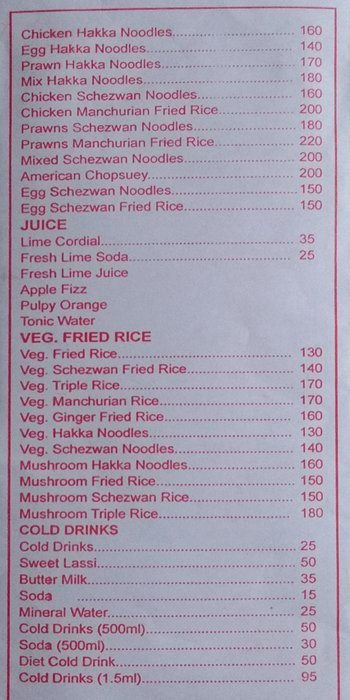 Chicken Hakka Noodles.................................. 160
Egg Hakka Noodles........................................ 140
Prawn Hakka Noodles.................................... 170
Mix Hakka Noodles........................................ 180
Chicken Schezwan Noodles........................... 160
Chicken Manchurian Fried Rice..................... 200
Prawns Schezwan Noodles............................ 180
Prawns Manchurian Fried Rice...................... 220
Mixed Schezwan Noodles.............................. 200
American Chopsuey....................................... 200
Egg Schezwan Noodles................................. 150
Egg Schezwan Fried Rice.............................. 150
JUICE
Lime Cordial.................................................. 35
Fresh Lime Soda........................................... 25
Fresh Lime Juice
Apple Fizz
Pulpy Orange
Tonic Water
VEG. FRIED RICE
Veg. Fried Rice.............................................. 130
Veg. Schezwan Fried Rice............................. 140
Veg. Triple Rice............................................. 170
Veg. Manchurian Rice.................................... 170
Veg. Ginger Fried Rice................................... 160
Veg. Hakka Noodles...................................... 130
Veg. Schezwan Noodles................................ 140
Mushroom Hakka Noodles............................. 160
Mushroom Fried Rice..................................... 150
Mushroom Schezwan Rice............................. 150
Mushroom Triple Rice.................................... 180
COLD DRINKS
Cold Drinks.................................................... 25
Sweet Lassi................................................... 50
Butter Milk..................................................... 35
Soda ........................................................ 15
Mineral Water................................................. 25
Cold Drinks (500ml)........................................ 50
Soda (500ml)................................................. 30
Diet Cold Drink............................................... 50
Cold Drinks (1.5ml)......................................... 95